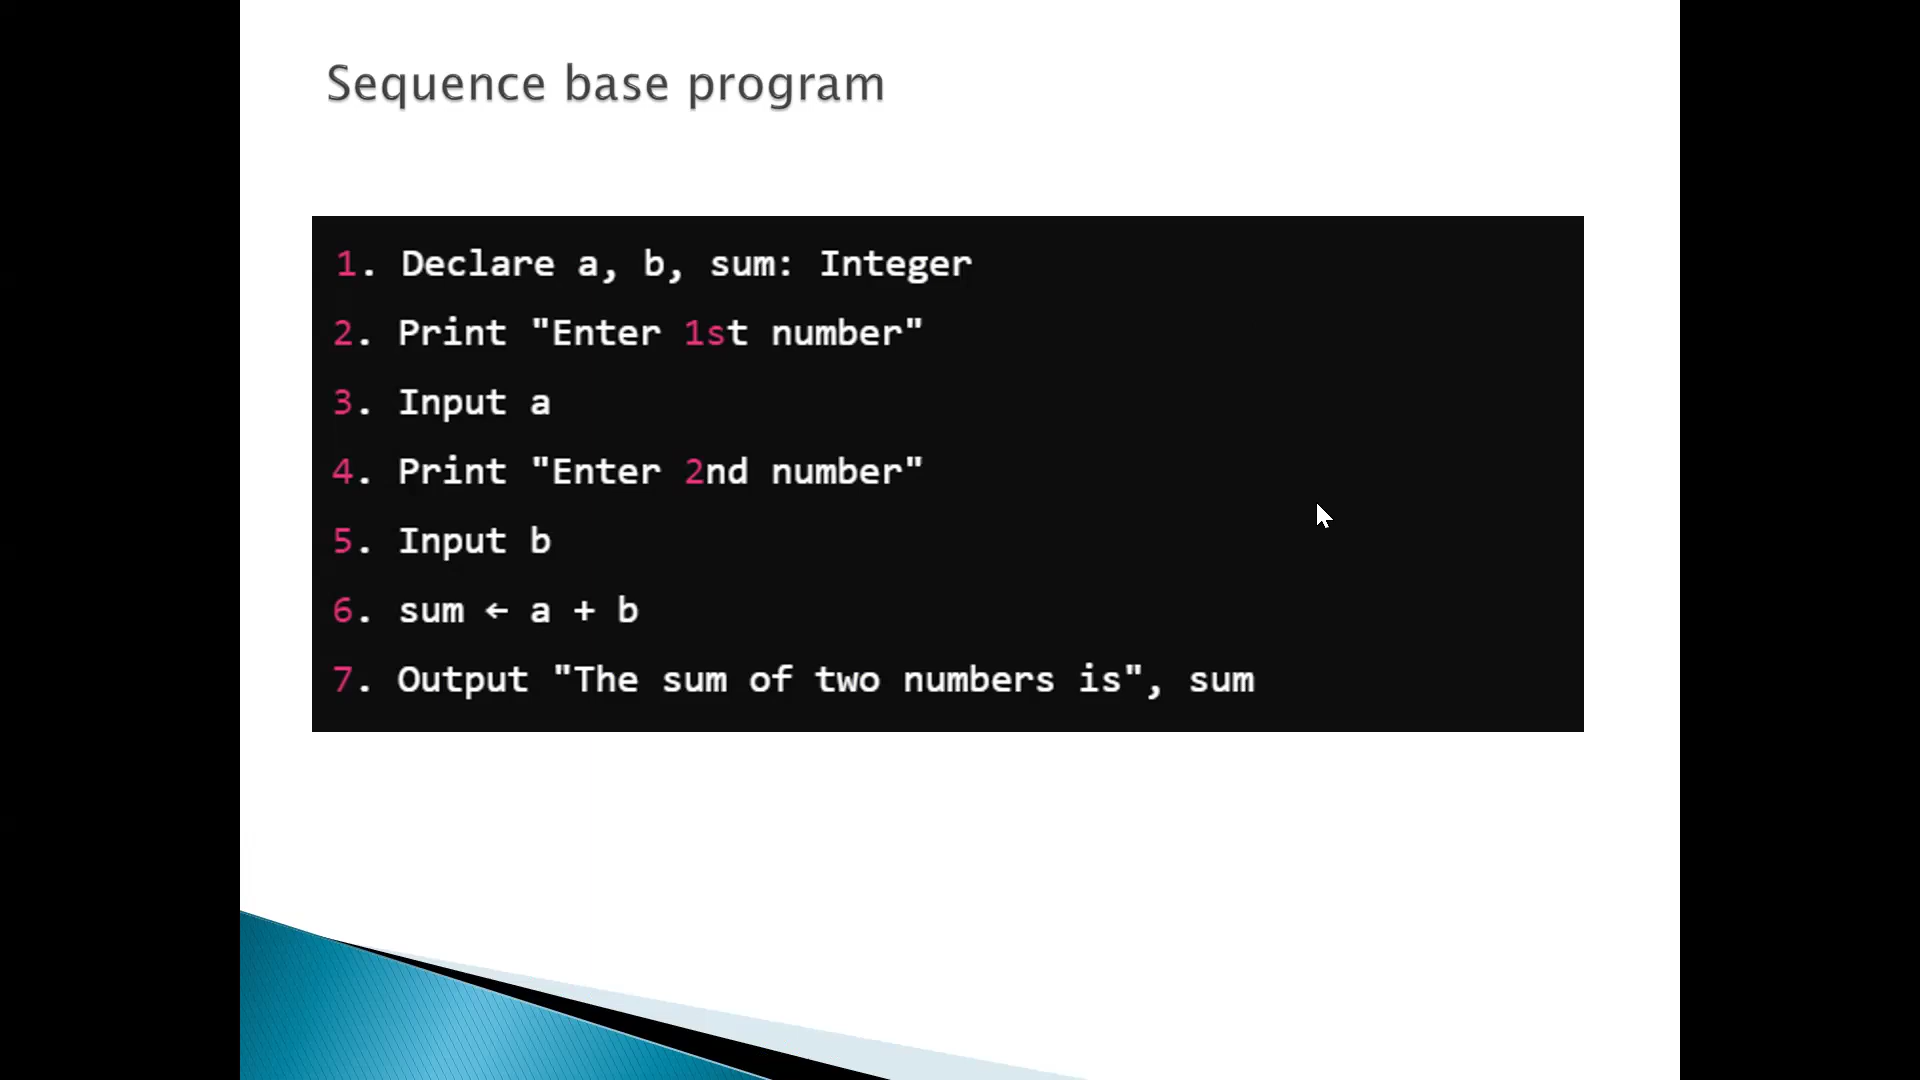 Sequence base program
1. Declare a, b, sum: Integer
2. Print "Enter 1st number"
3. Input a
4. Print "Enter 2nd number"
5. Input b
6. sum ← a + b
7. Output "The sum of two numbers is", sum